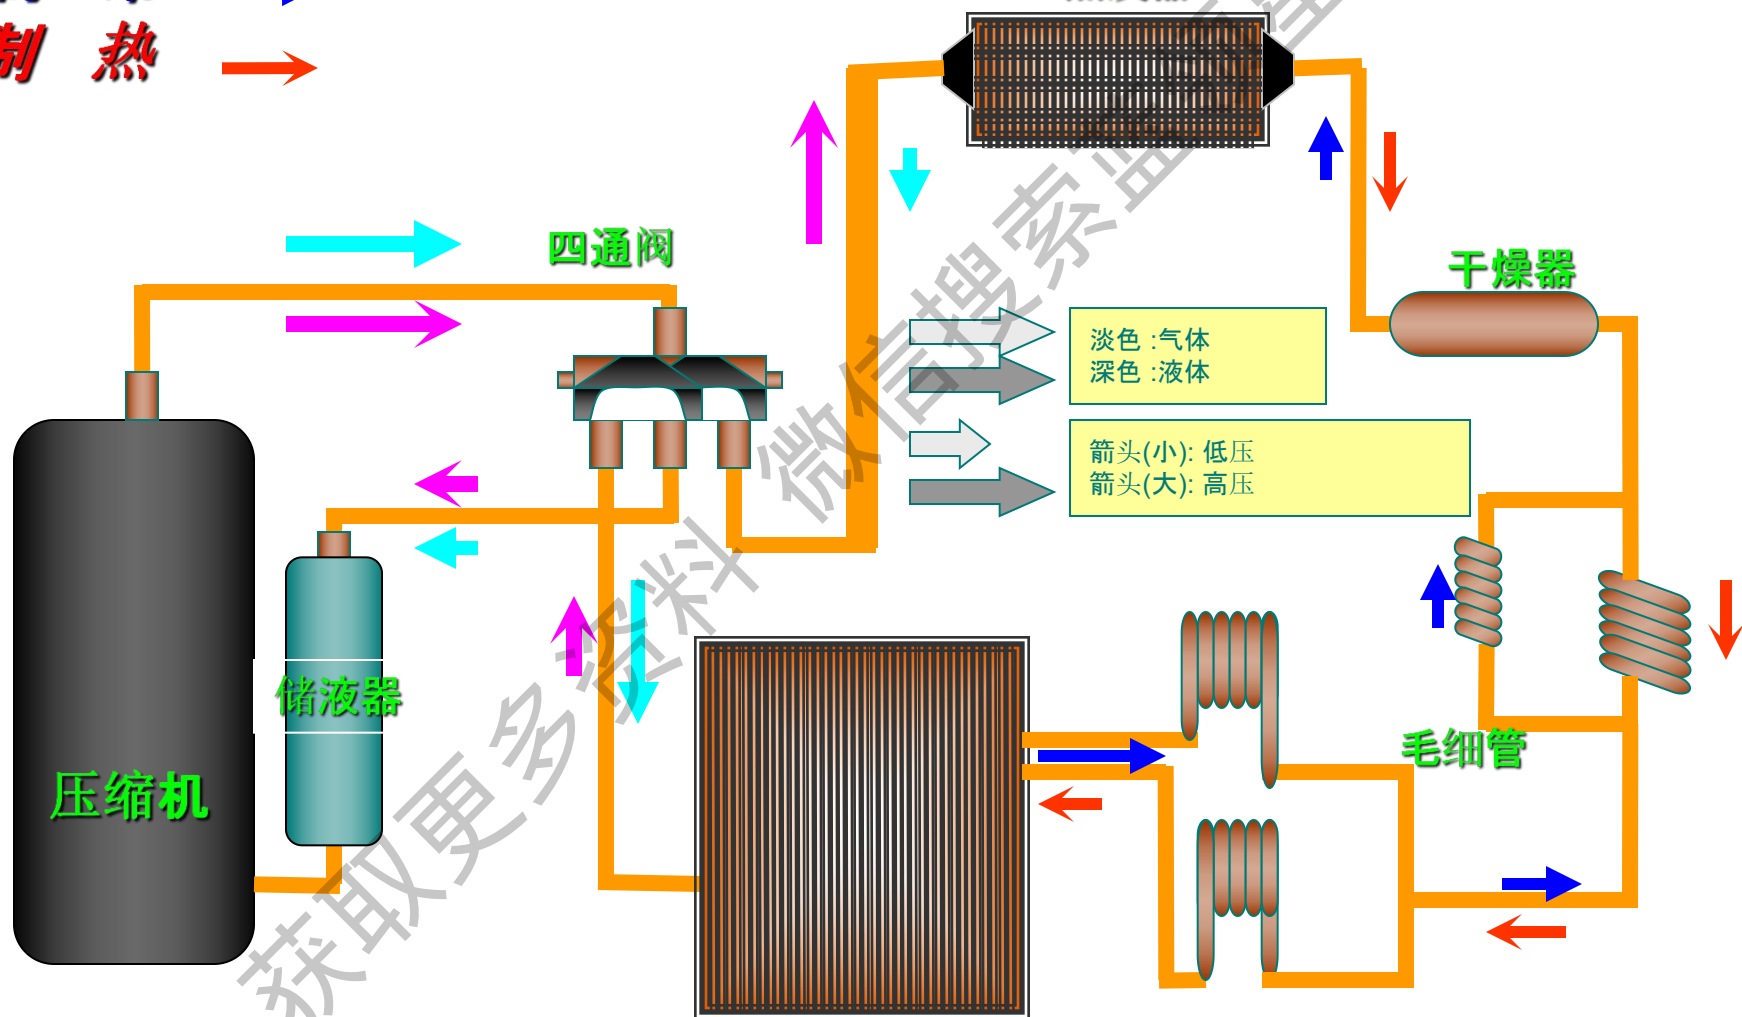 制 热
四通阀
干燥器
淡色 :气体
深色 :液体
箭头(小): 低压
箭头(大): 高压
储液器
毛细管
压缩机
获取更多资料 微信搜索蓝